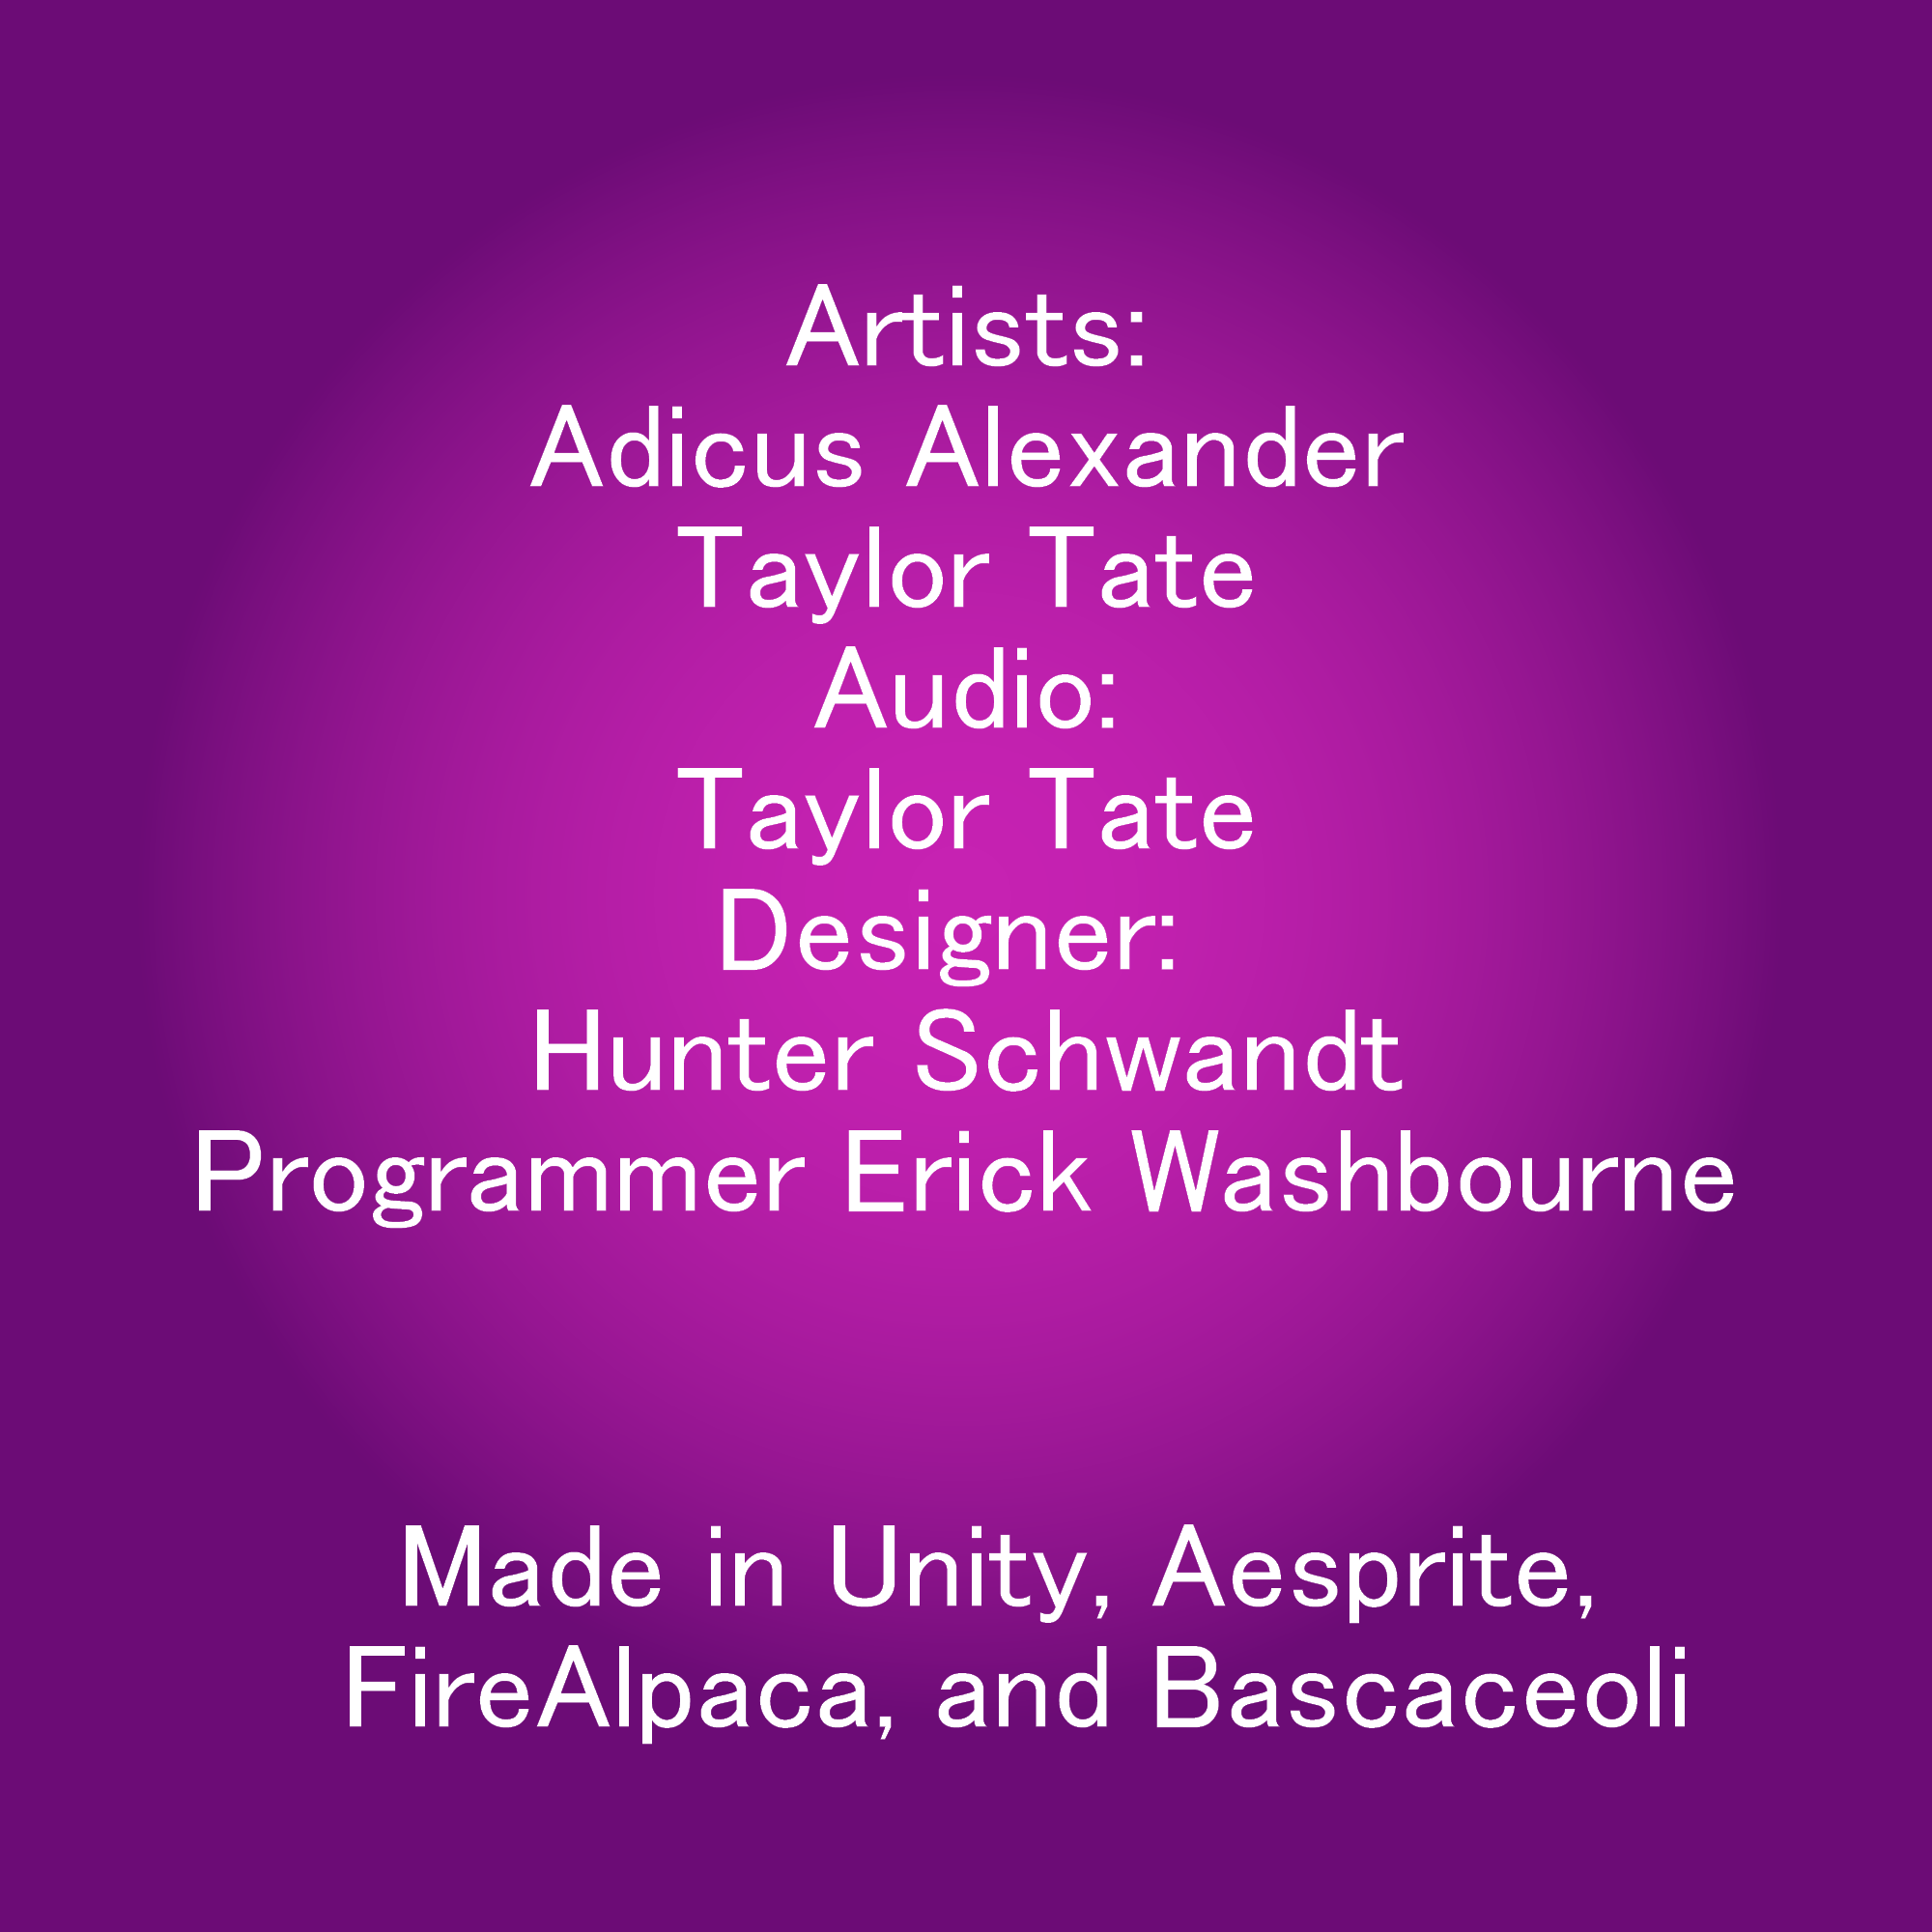 Artists:
Adicus Alexander
Taylor Tate
Audio:
Taylor Tate
Designer:
Hunter Schwandt
Programmer Erick Washbourne
Made in Unity, Aesprite,
FireAlpaca, and Bascaceoli